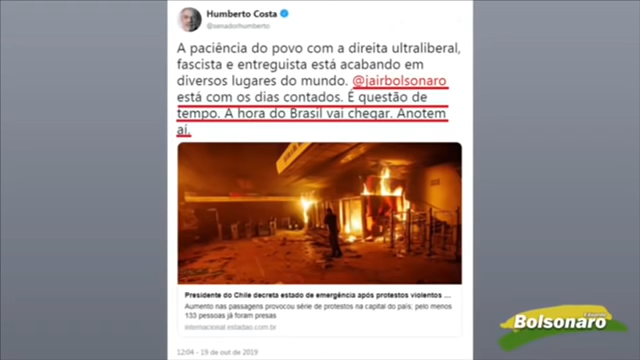 Humberto Costa
@senadorhumberto
A paciência do povo com a direita ultraliberal,
fascista e entreguista está acabando em
diversos lugares do mundo. @jairbolsonaro
está com os dias contados. É questão de
tempo. A hora do Brasil vai chegar. Anotem
aí.
Presidente do Chile decreta estado de emergência após protestos violentos ...
Aumento nas passagens provocou série de protestos na capital do país; pelo menos
133 pessoas já foram presas
internacional.estadao.com.br
12:04 - 19 de out de 2019
Bolsonaro